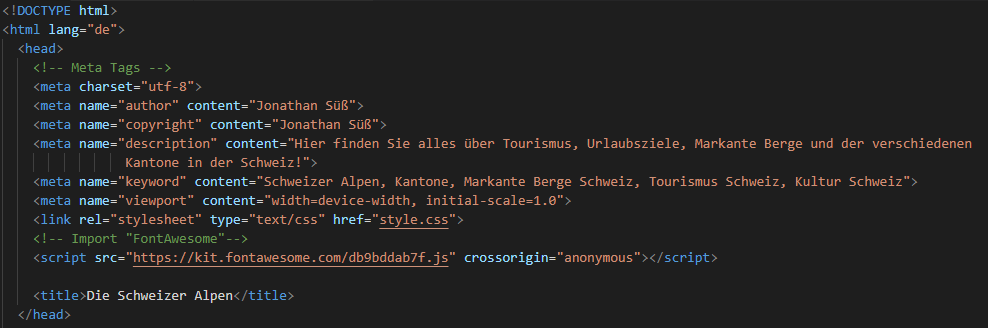 <!DOCTYPE html>
<html lang="de">
<head>
<!-- Meta Tags -->
<meta charset="utf-8">
<meta name="author" content="Jonathan Süß">
<meta name="copyright" content="Jonathan Süß">
<meta name="description" content="Hier finden Sie alles über Tourismus, Urlaubsziele, Markante Berge und der verschiedenen
Kantone in der Schweiz!">
<meta name="keyword" content="Schweizer Alpen, Kantone, Markante Berge Schweiz, Tourismus Schweiz, Kultur Schweiz">
<meta name="viewport" content="width=device-width, initial-scale=1.0">
<link rel="stylesheet" type="text/css" href="style.css">
<!-- Import "FontAwesome"-->
<script src="https://kit.fontawesome.com/db9bddab7f.js" crossorigin="anonymous"></script>
<title>Die Schweizer Alpen</title>
</head>